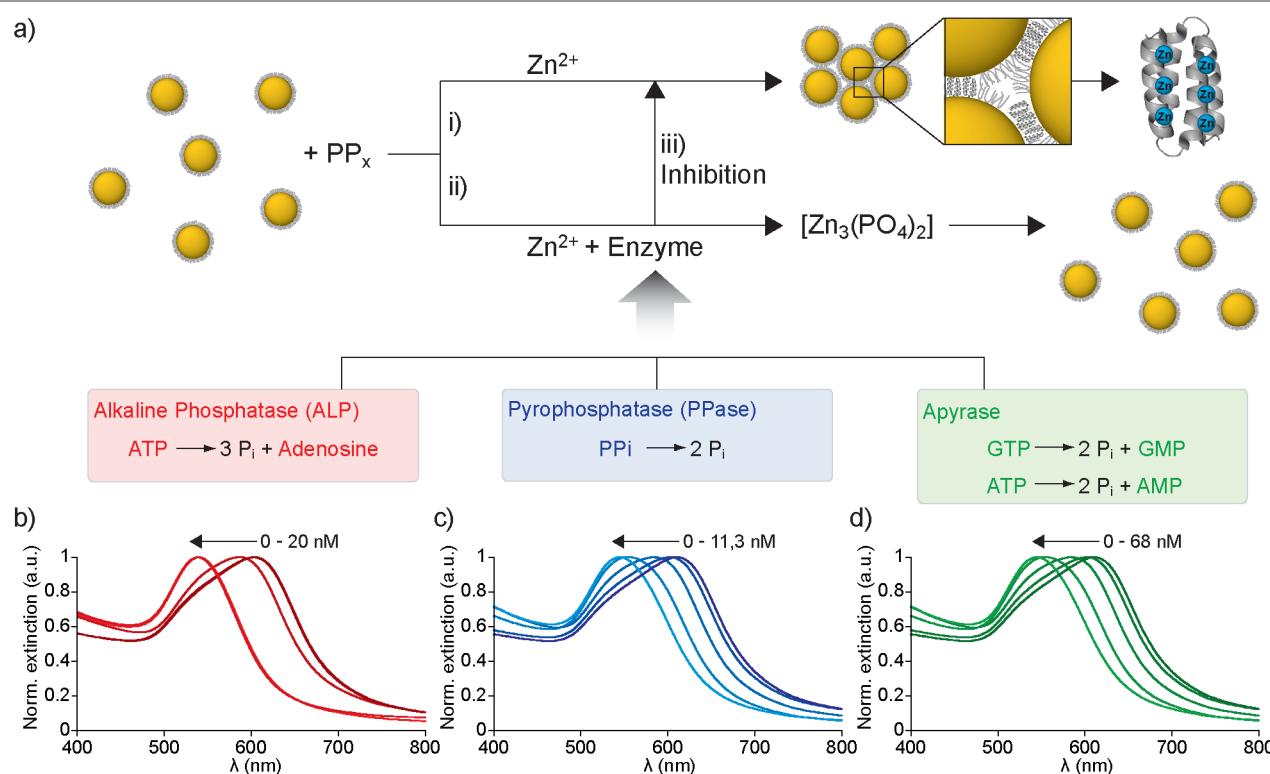 a)
+ PPₓ
i)
ii)
Zn²⁺
iii)
Inhibition
Zn²⁺ + Enzyme
[Zn₃(PO₄)₂]
Zn
Zn
Zn
Zn
Zn
Zn
Alkaline Phosphatase (ALP)
ATP → 3 Pᵢ + Adenosine
Pyrophosphatase (PPase)
PPi → 2 Pᵢ
Apyrase
GTP → 2 Pᵢ + GMP
ATP → 2 Pᵢ + AMP
b)
0 - 20 nM
Norm. extinction (a.u.)
1
0.8
0.6
0.4
0.2
0
400 500 600 700 800
λ (nm)
c)
0 - 11,3 nM
Norm. extinction (a.u.)
1
0.8
0.6
0.4
0.2
0
400 500 600 700 800
λ (nm)
d)
0 - 68 nM
Norm. extinction (a.u.)
1
0.8
0.6
0.4
0.2
0
400 500 600 700 800
λ (nm)